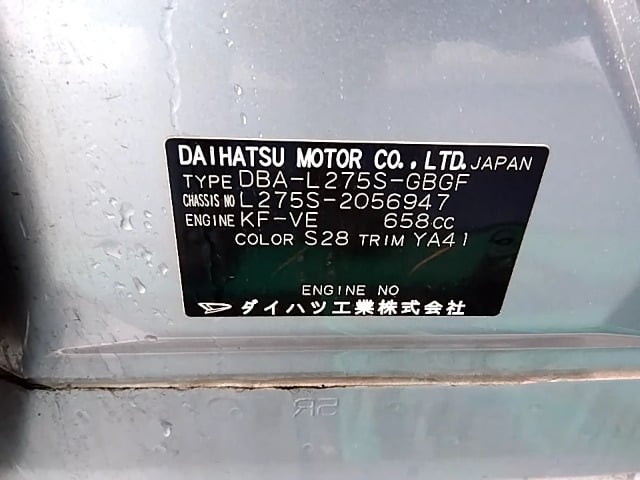 DAIHATSU MOTOR CO., LTD. JAPAN
TYPE DBA-L275S-GBGF
CHASSIS NO L275S-2056947
ENGINE KF-VE 658CC
COLOR S28 TRIM YA41
ENGINE NO
ダイハツ工業株式会社